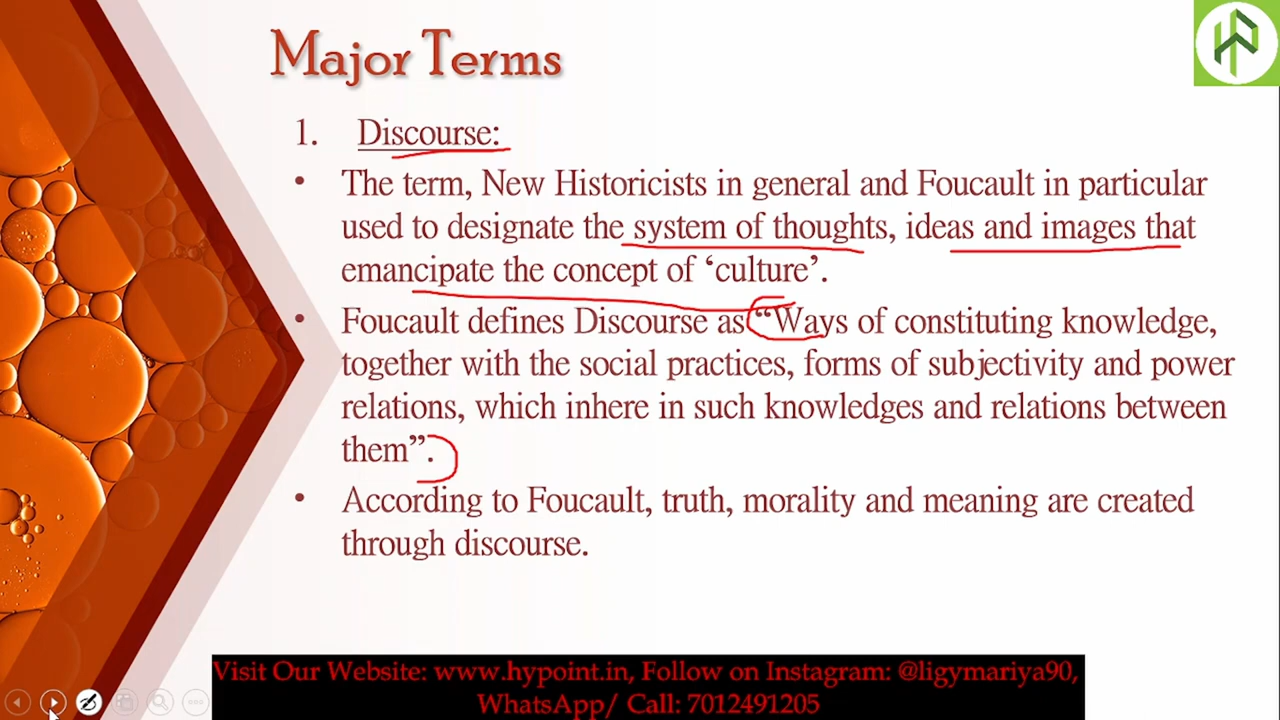 Major Terms
1. Discourse:
• The term, New Historicists in general and Foucault in particular
used to designate the system of thoughts, ideas and images that
emancipate the concept of ‘culture’.
• Foucault defines Discourse as “Ways of constituting knowledge,
together with the social practices, forms of subjectivity and power
relations, which inhere in such knowledges and relations between
them”.
• According to Foucault, truth, morality and meaning are created
through discourse.
Visit Our Website: www.hypoint.in, Follow on Instagram: @ligymariya90,
WhatsApp/ Call: 7012491205